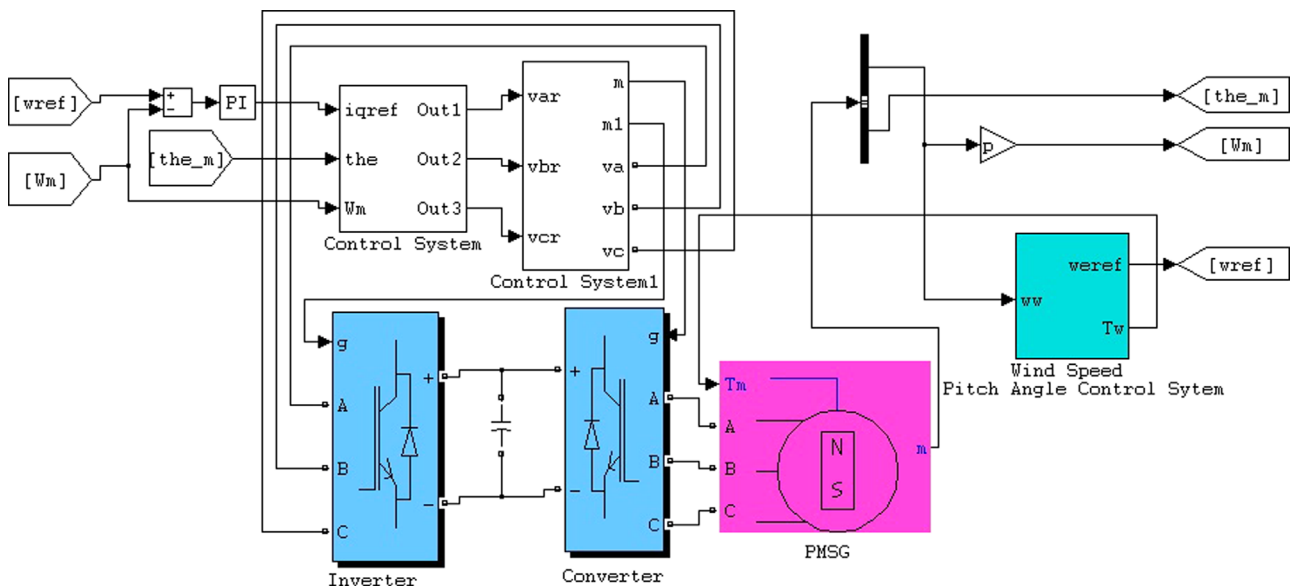 [wref]
+
−
PI
[Wm]
[the_m]
iqref
the
Wm
Out1
Out2
Out3
Control System
var
vbr
vcr
m
m1
va
vb
vc
Control System1
p
[the_m]
[Wm]
[wref]
weref
ww
Tw
Wind Speed
Pitch Angle Control Sytem
g
A
B
C
+
−
Inverter
g
+
−
A
B
C
Converter
Tm
A
B
C
N
S
m
PMSG